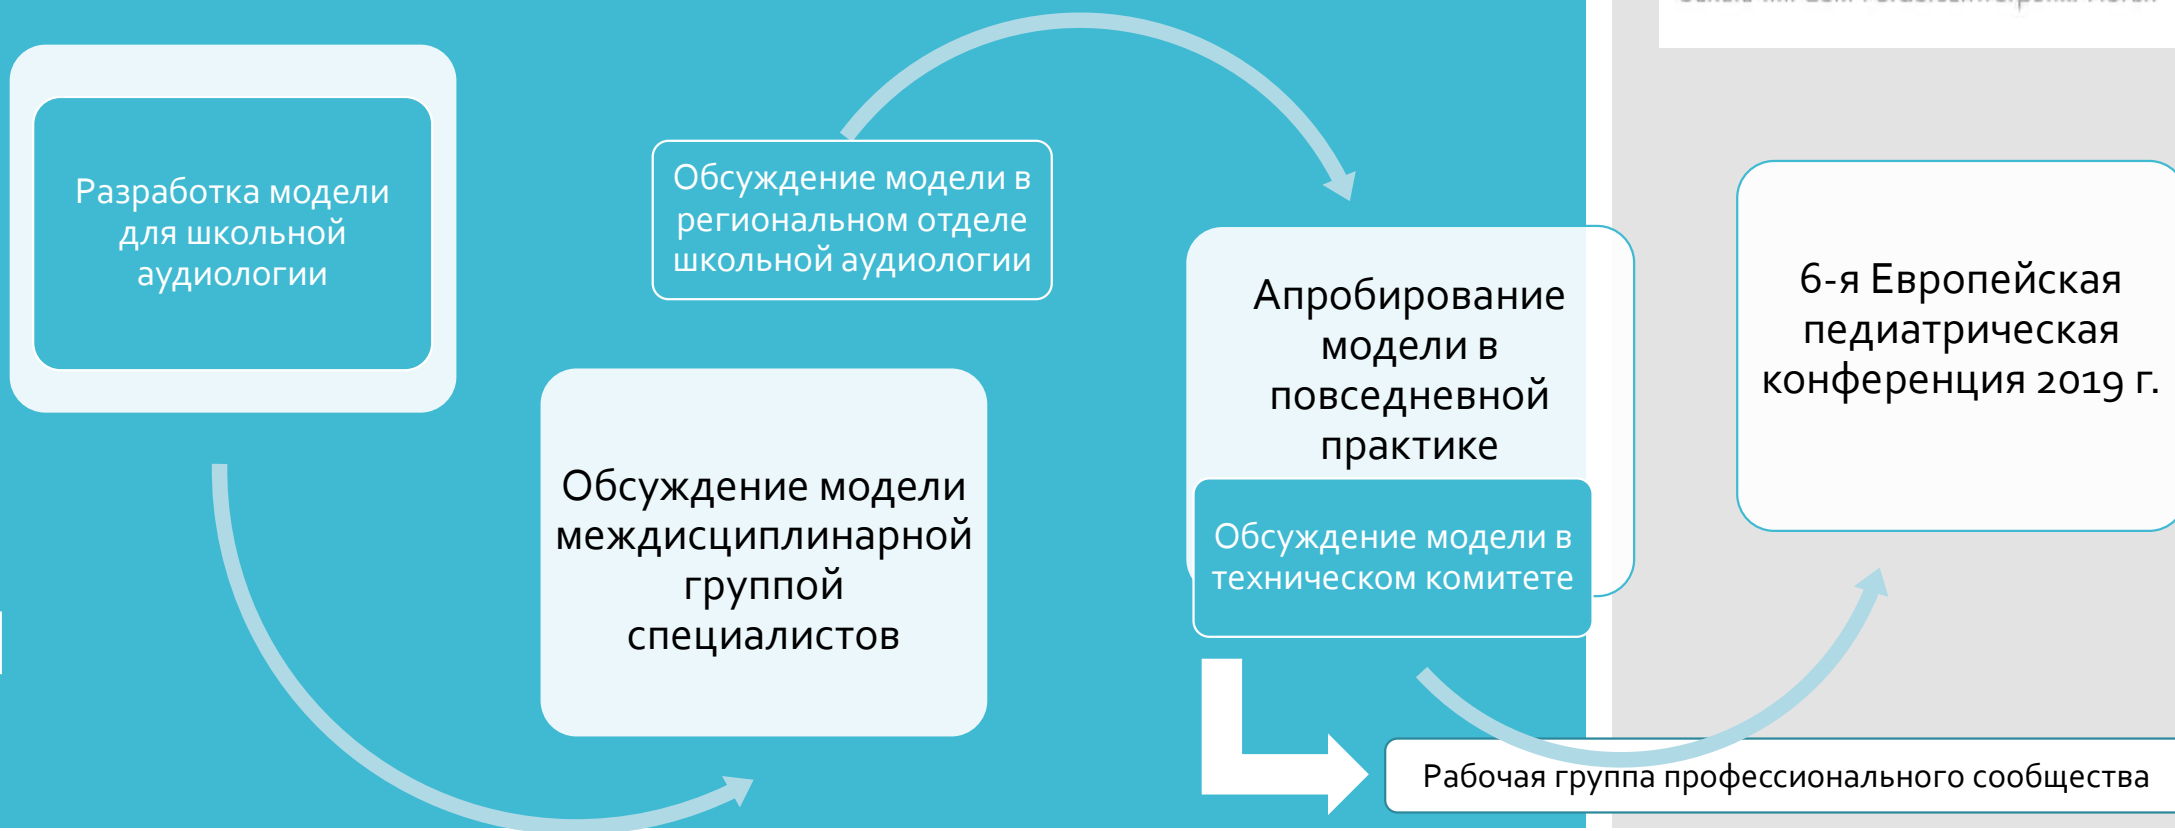 Разработка модели
для школьной
аудиологии
Обсуждение модели в
региональном отделе
школьной аудиологии
Обсуждение модели
междисциплинарной
группой
специалистов
Апробирование
модели в
повседневной
практике
Обсуждение модели в
техническом комитете
6-я Европейская
педиатрическая
конференция 2019 г.
Рабочая группа профессионального сообщества